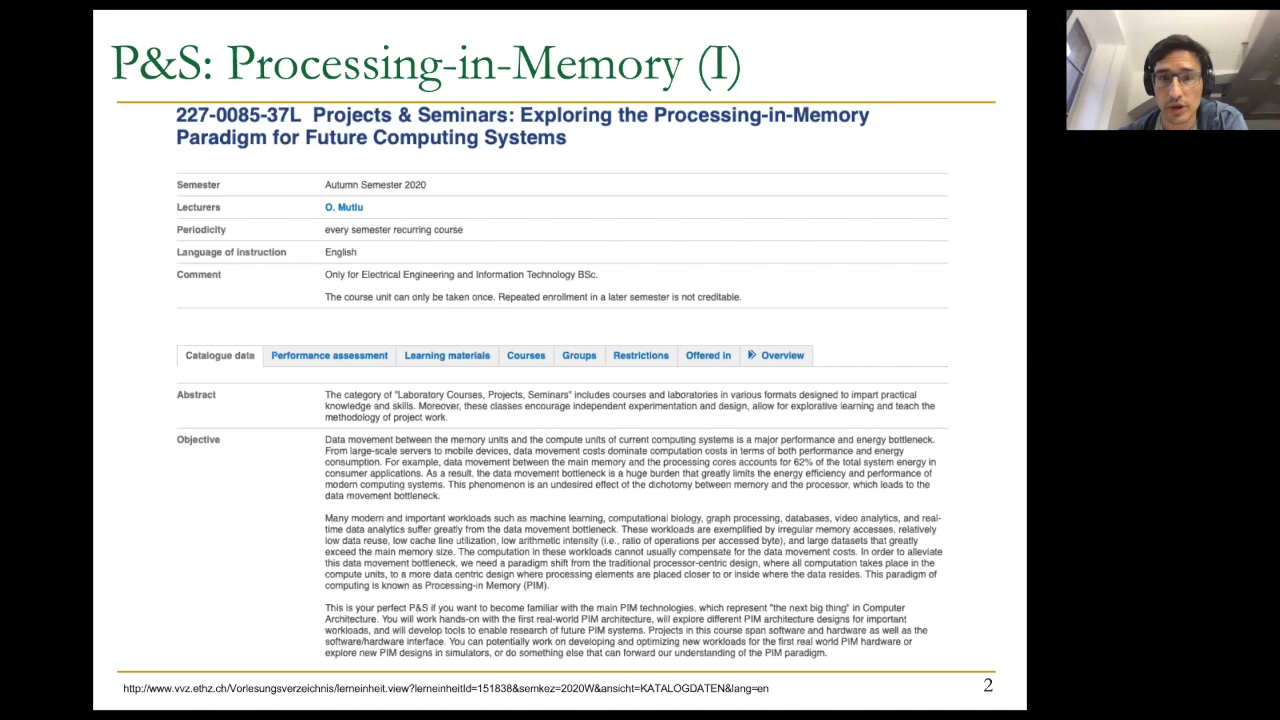 P&S: Processing-in-Memory (I)
227-0085-37L Projects & Seminars: Exploring the Processing-in-Memory
Paradigm for Future Computing Systems
Semester Autumn Semester 2020
Lecturers O. Mutlu
Periodicity every semester recurring course
Language of instruction English
Comment Only for Electrical Engineering and Information Technology BSc.
The course unit can only be taken once. Repeated enrollment in a later semester is not creditable.
Catalogue data Performance assessment Learning materials Courses Groups Restrictions Offered in Overview
Abstract The category of "Laboratory Courses, Projects, Seminars" includes courses and laboratories in various formats designed to impart practical
knowledge and skills. Moreover, these classes encourage independent experimentation and design, allow for explorative learning and teach the
methodology of project work.
Objective Data movement between the memory units and the compute units of current computing systems is a major performance and energy bottleneck.
From large-scale servers to mobile devices, data movement costs dominate computation costs in terms of both performance and energy
consumption. For example, data movement between the main memory and the processing cores accounts for 62% of the total system energy in
consumer applications. As a result, the data movement bottleneck is a huge burden that greatly limits the energy efficiency and performance of
modern computing systems. This phenomenon is an undesired effect of the dichotomy between memory and the processor, which leads to the
data movement bottleneck.
Many modern and important workloads such as machine learning, computational biology, graph processing, databases, video analytics, and real-
time data analytics suffer greatly from the data movement bottleneck. These workloads are exemplified by irregular memory accesses, relatively
low data reuse, low cache line utilization, low arithmetic intensity (i.e., ratio of operations per accessed byte), and large datasets that greatly
exceed the main memory size. The computation in these workloads cannot usually compensate for the data movement costs. In order to alleviate
this data movement bottleneck, we need a paradigm shift from the traditional processor-centric design, where all computation takes place in the
compute units, to a more data centric design where processing elements are placed closer to or inside where the data resides. This paradigm of
computing is known as Processing-in Memory (PIM).
This is your perfect P&S if you want to become familiar with the main PIM technologies, which represent "the next big thing" in Computer
Architecture. You will work hands-on with the first real-world PIM architecture, will explore different PIM architecture designs for important
workloads, and will develop tools to enable research of future PIM systems. Projects in this course span software and hardware as well as the
software/hardware interface. You can potentially work on developing and optimizing new workloads for the first real world PIM hardware or
explore new PIM designs in simulators, or do something else that can forward our understanding of the PIM paradigm.
http://www.vvz.ethz.ch/Vorlesungsverzeichnis/lerneinheit.view?lerneinheitId=151838&semkez=2020W&ansicht=KATALOGDATEN&lang=en 2